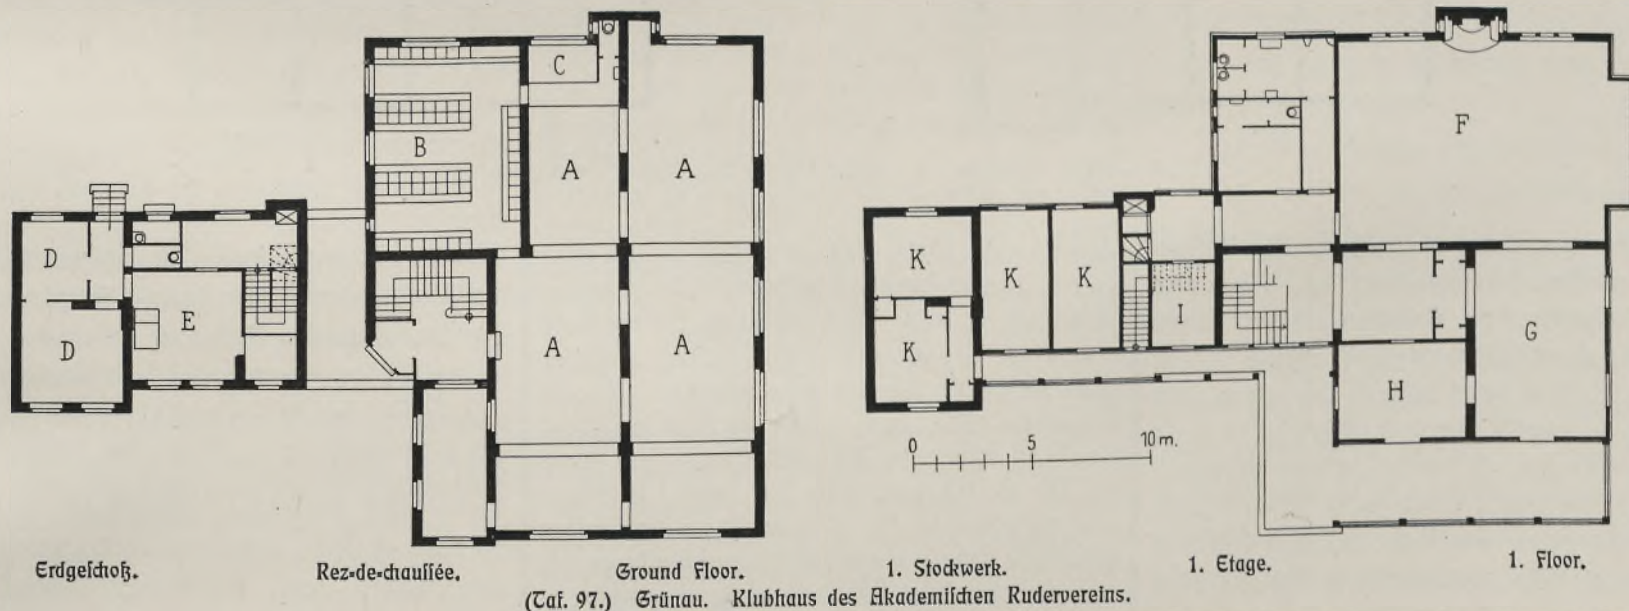 C
B
A
A
D
D
E
A
A
F
K
K
K
K
I
G
H
0 5 10 m.
Erdgeſchoß. Rez-de-chauſſée. Ground Floor. 1. Stockwerk. 1. Etage. 1. Floor.
(Taf. 97.) Grünau. Klubhaus des Akademiſchen Rudervereins.